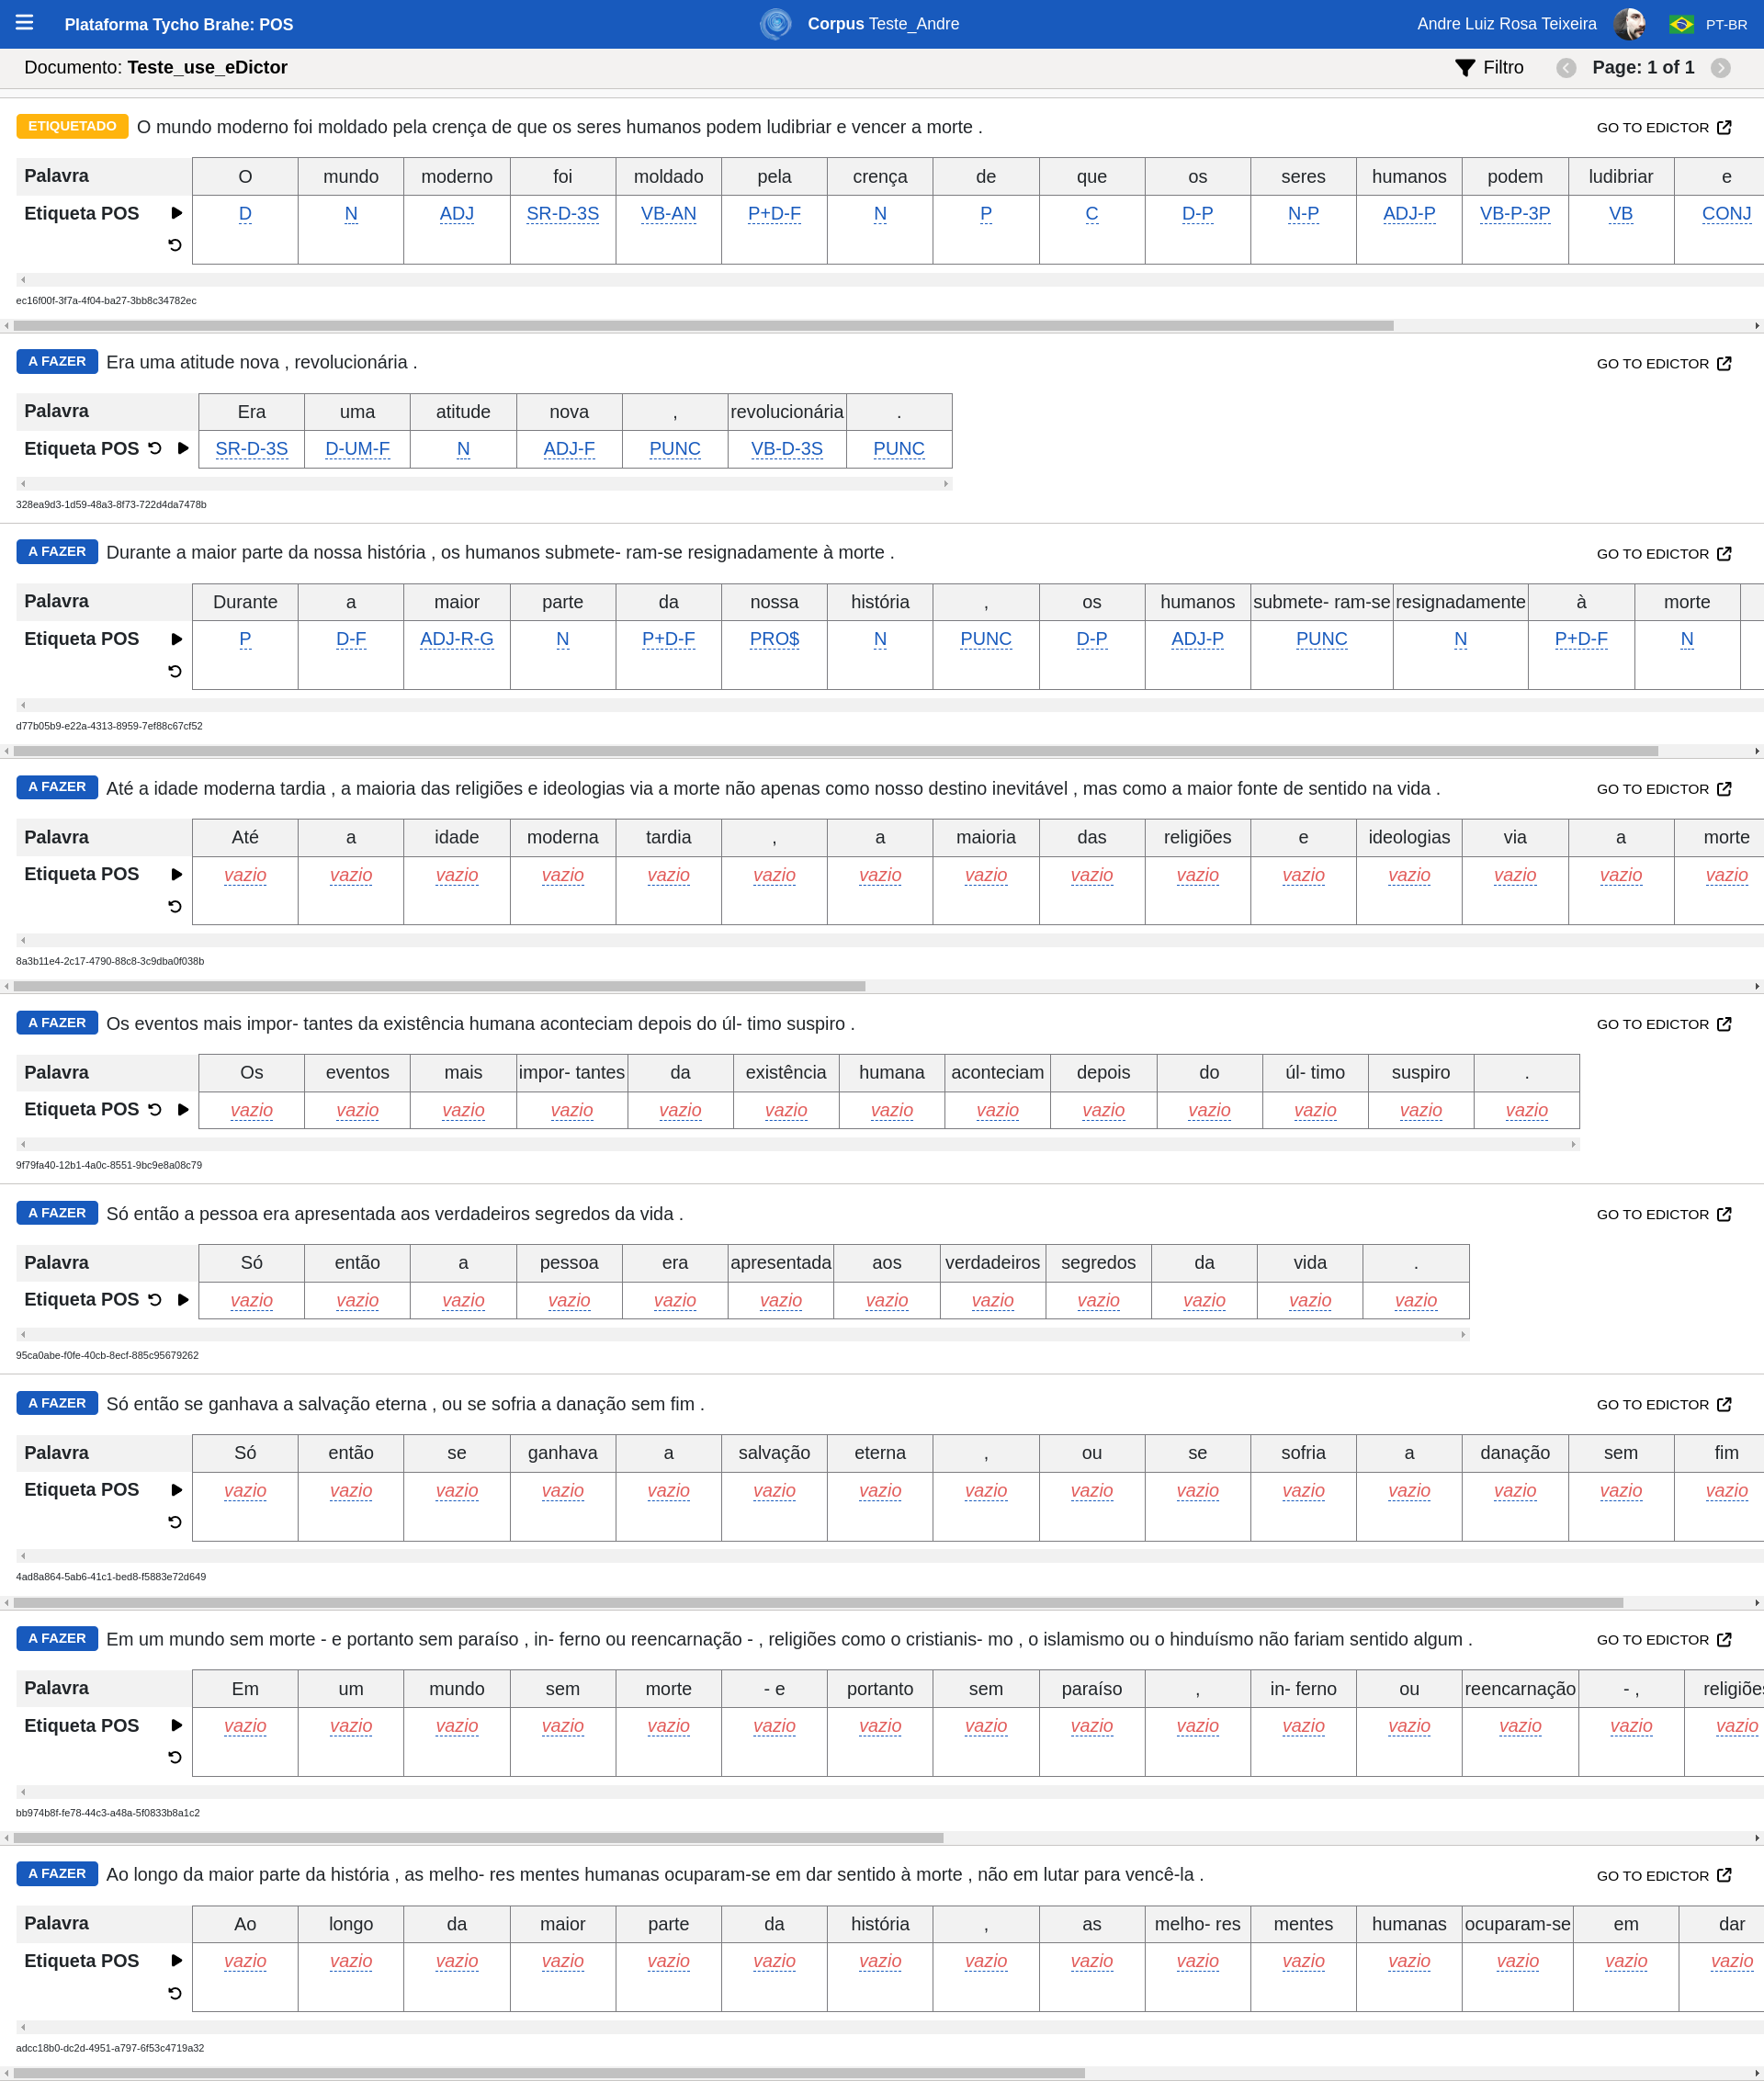 Plataforma Tycho Brahe: POS Corpus Teste_Andre Andre Luiz Rosa Teixeira PT-BR
Documento: Teste_use_eDictor Filtro Page: 1 of 1
ETIQUETADO O mundo moderno foi moldado pela crença de que os seres humanos podem ludibriar e vencer a morte . GO TO EDICTOR
Palavra O mundo moderno foi moldado pela crença de que os seres humanos podem ludibriar e
Etiqueta POS D N ADJ SR-D-3S VB-AN P+D-F N P C D-P N-P ADJ-P VB-P-3P VB CONJ
ec16f00f-3f7a-4f04-ba27-3bb8c34782ec
A FAZER Era uma atitude nova , revolucionária . GO TO EDICTOR
Palavra Era uma atitude nova , revolucionária .
Etiqueta POS SR-D-3S D-UM-F N ADJ-F PUNC VB-D-3S PUNC
328ea9d3-1d59-48a3-8f73-722d4da7478b
A FAZER Durante a maior parte da nossa história , os humanos submete- ram-se resignadamente à morte . GO TO EDICTOR
Palavra Durante a maior parte da nossa história , os humanos submete- ram-se resignadamente à morte
Etiqueta POS P D-F ADJ-R-G N P+D-F PRO$ N PUNC D-P ADJ-P PUNC N P+D-F N
d77b05b9-e22a-4313-8959-7ef88c67cf52
A FAZER Até a idade moderna tardia , a maioria das religiões e ideologias via a morte não apenas como nosso destino inevitável , mas como a maior fonte de sentido na vida . GO TO EDICTOR
Palavra Até a idade moderna tardia , a maioria das religiões e ideologias via a morte
Etiqueta POS vazio vazio vazio vazio vazio vazio vazio vazio vazio vazio vazio vazio vazio vazio vazio
8a3b11e4-2c17-4790-88c8-3c9dba0f038b
A FAZER Os eventos mais impor- tantes da existência humana aconteciam depois do úl- timo suspiro . GO TO EDICTOR
Palavra Os eventos mais impor- tantes da existência humana aconteciam depois do úl- timo suspiro .
Etiqueta POS vazio vazio vazio vazio vazio vazio vazio vazio vazio vazio vazio vazio vazio
9f79fa40-12b1-4a0c-8551-9bc9e8a08c79
A FAZER Só então a pessoa era apresentada aos verdadeiros segredos da vida . GO TO EDICTOR
Palavra Só então a pessoa era apresentada aos verdadeiros segredos da vida .
Etiqueta POS vazio vazio vazio vazio vazio vazio vazio vazio vazio vazio vazio vazio
95ca0abe-f0fe-40cb-8ecf-885c95679262
A FAZER Só então se ganhava a salvação eterna , ou se sofria a danação sem fim . GO TO EDICTOR
Palavra Só então se ganhava a salvação eterna , ou se sofria a danação sem fim
Etiqueta POS vazio vazio vazio vazio vazio vazio vazio vazio vazio vazio vazio vazio vazio vazio vazio
4ad8a864-5ab6-41c1-bed8-f5883e72d649
A FAZER Em um mundo sem morte - e portanto sem paraíso , in- ferno ou reencarnação - , religiões como o cristianis- mo , o islamismo ou o hinduísmo não fariam sentido algum . GO TO EDICTOR
Palavra Em um mundo sem morte - e portanto sem paraíso , in- ferno ou reencarnação - , religiões
Etiqueta POS vazio vazio vazio vazio vazio vazio vazio vazio vazio vazio vazio vazio vazio vazio vazio
bb974b8f-fe78-44c3-a48a-5f0833b8a1c2
A FAZER Ao longo da maior parte da história , as melho- res mentes humanas ocuparam-se em dar sentido à morte , não em lutar para vencê-la . GO TO EDICTOR
Palavra Ao longo da maior parte da história , as melho- res mentes humanas ocuparam-se em dar
Etiqueta POS vazio vazio vazio vazio vazio vazio vazio vazio vazio vazio vazio vazio vazio vazio vazio
adcc18b0-dc2d-4951-a797-6f53c4719a32